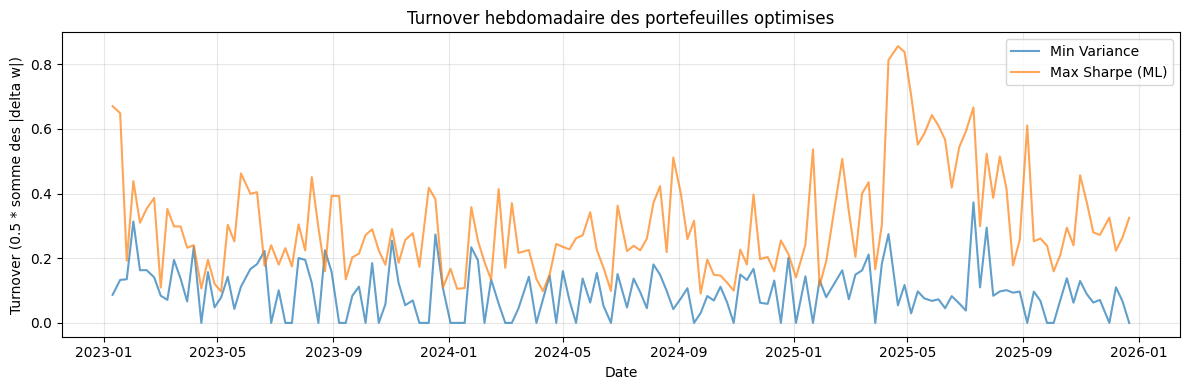 Turnover hebdomadaire des portefeuilles optimises
Min Variance
Max Sharpe (ML)
Turnover (0.5 * somme des |delta w|)
0.8
0.6
0.4
0.2
0.0
2023-01 2023-05 2023-09 2024-01 2024-05 2024-09 2025-01 2025-05 2025-09 2026-01
Date